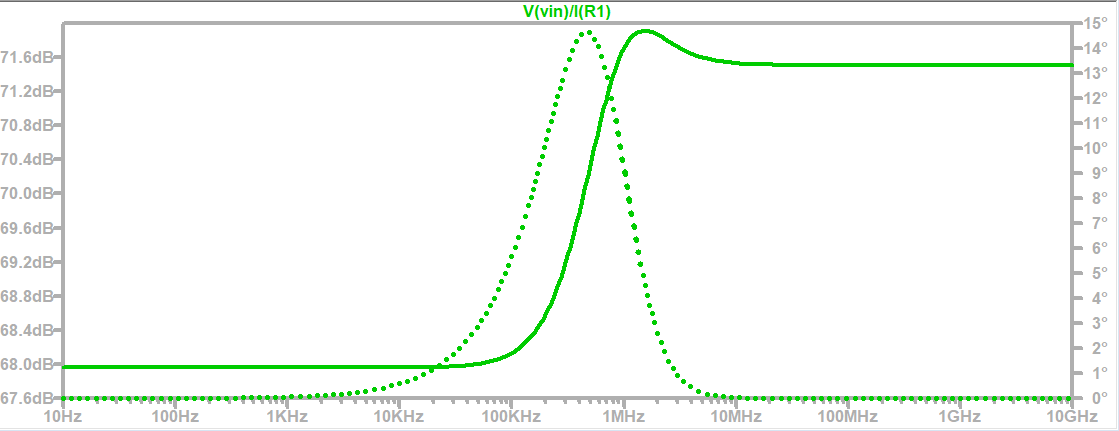 V(vin)/I(R1)
71.6dB
71.2dB
70.8dB
70.4dB
70.0dB
69.6dB
69.2dB
68.8dB
68.4dB
68.0dB
67.6dB
15°
14°
13°
12°
11°
10°
9°
8°
7°
6°
5°
4°
3°
2°
1°
0°
10Hz 100Hz 1KHz 10KHz 100KHz 1MHz 10MHz 100MHz 1GHz 10GHz